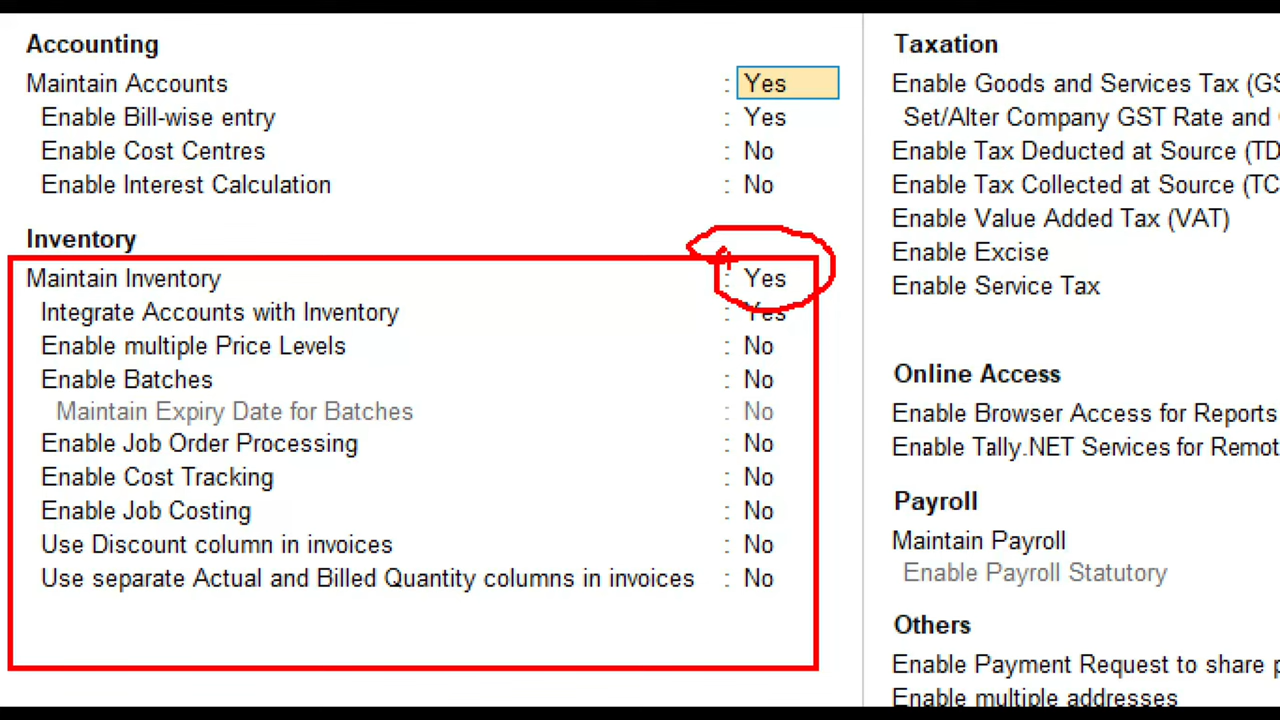 Accounting
Maintain Accounts : Yes
Enable Bill-wise entry : Yes
Enable Cost Centres : No
Enable Interest Calculation : No
Inventory
Maintain Inventory : Yes
Integrate Accounts with Inventory : Yes
Enable multiple Price Levels : No
Enable Batches : No
Maintain Expiry Date for Batches : No
Enable Job Order Processing : No
Enable Cost Tracking : No
Enable Job Costing : No
Use Discount column in invoices : No
Use separate Actual and Billed Quantity columns in invoices : No
Taxation
Enable Goods and Services Tax (GS
Set/Alter Company GST Rate and
Enable Tax Deducted at Source (TD
Enable Tax Collected at Source (TC
Enable Value Added Tax (VAT)
Enable Excise
Enable Service Tax
Online Access
Enable Browser Access for Reports
Enable Tally.NET Services for Remot
Payroll
Maintain Payroll
Enable Payroll Statutory
Others
Enable Payment Request to share p
Enable multiple addresses